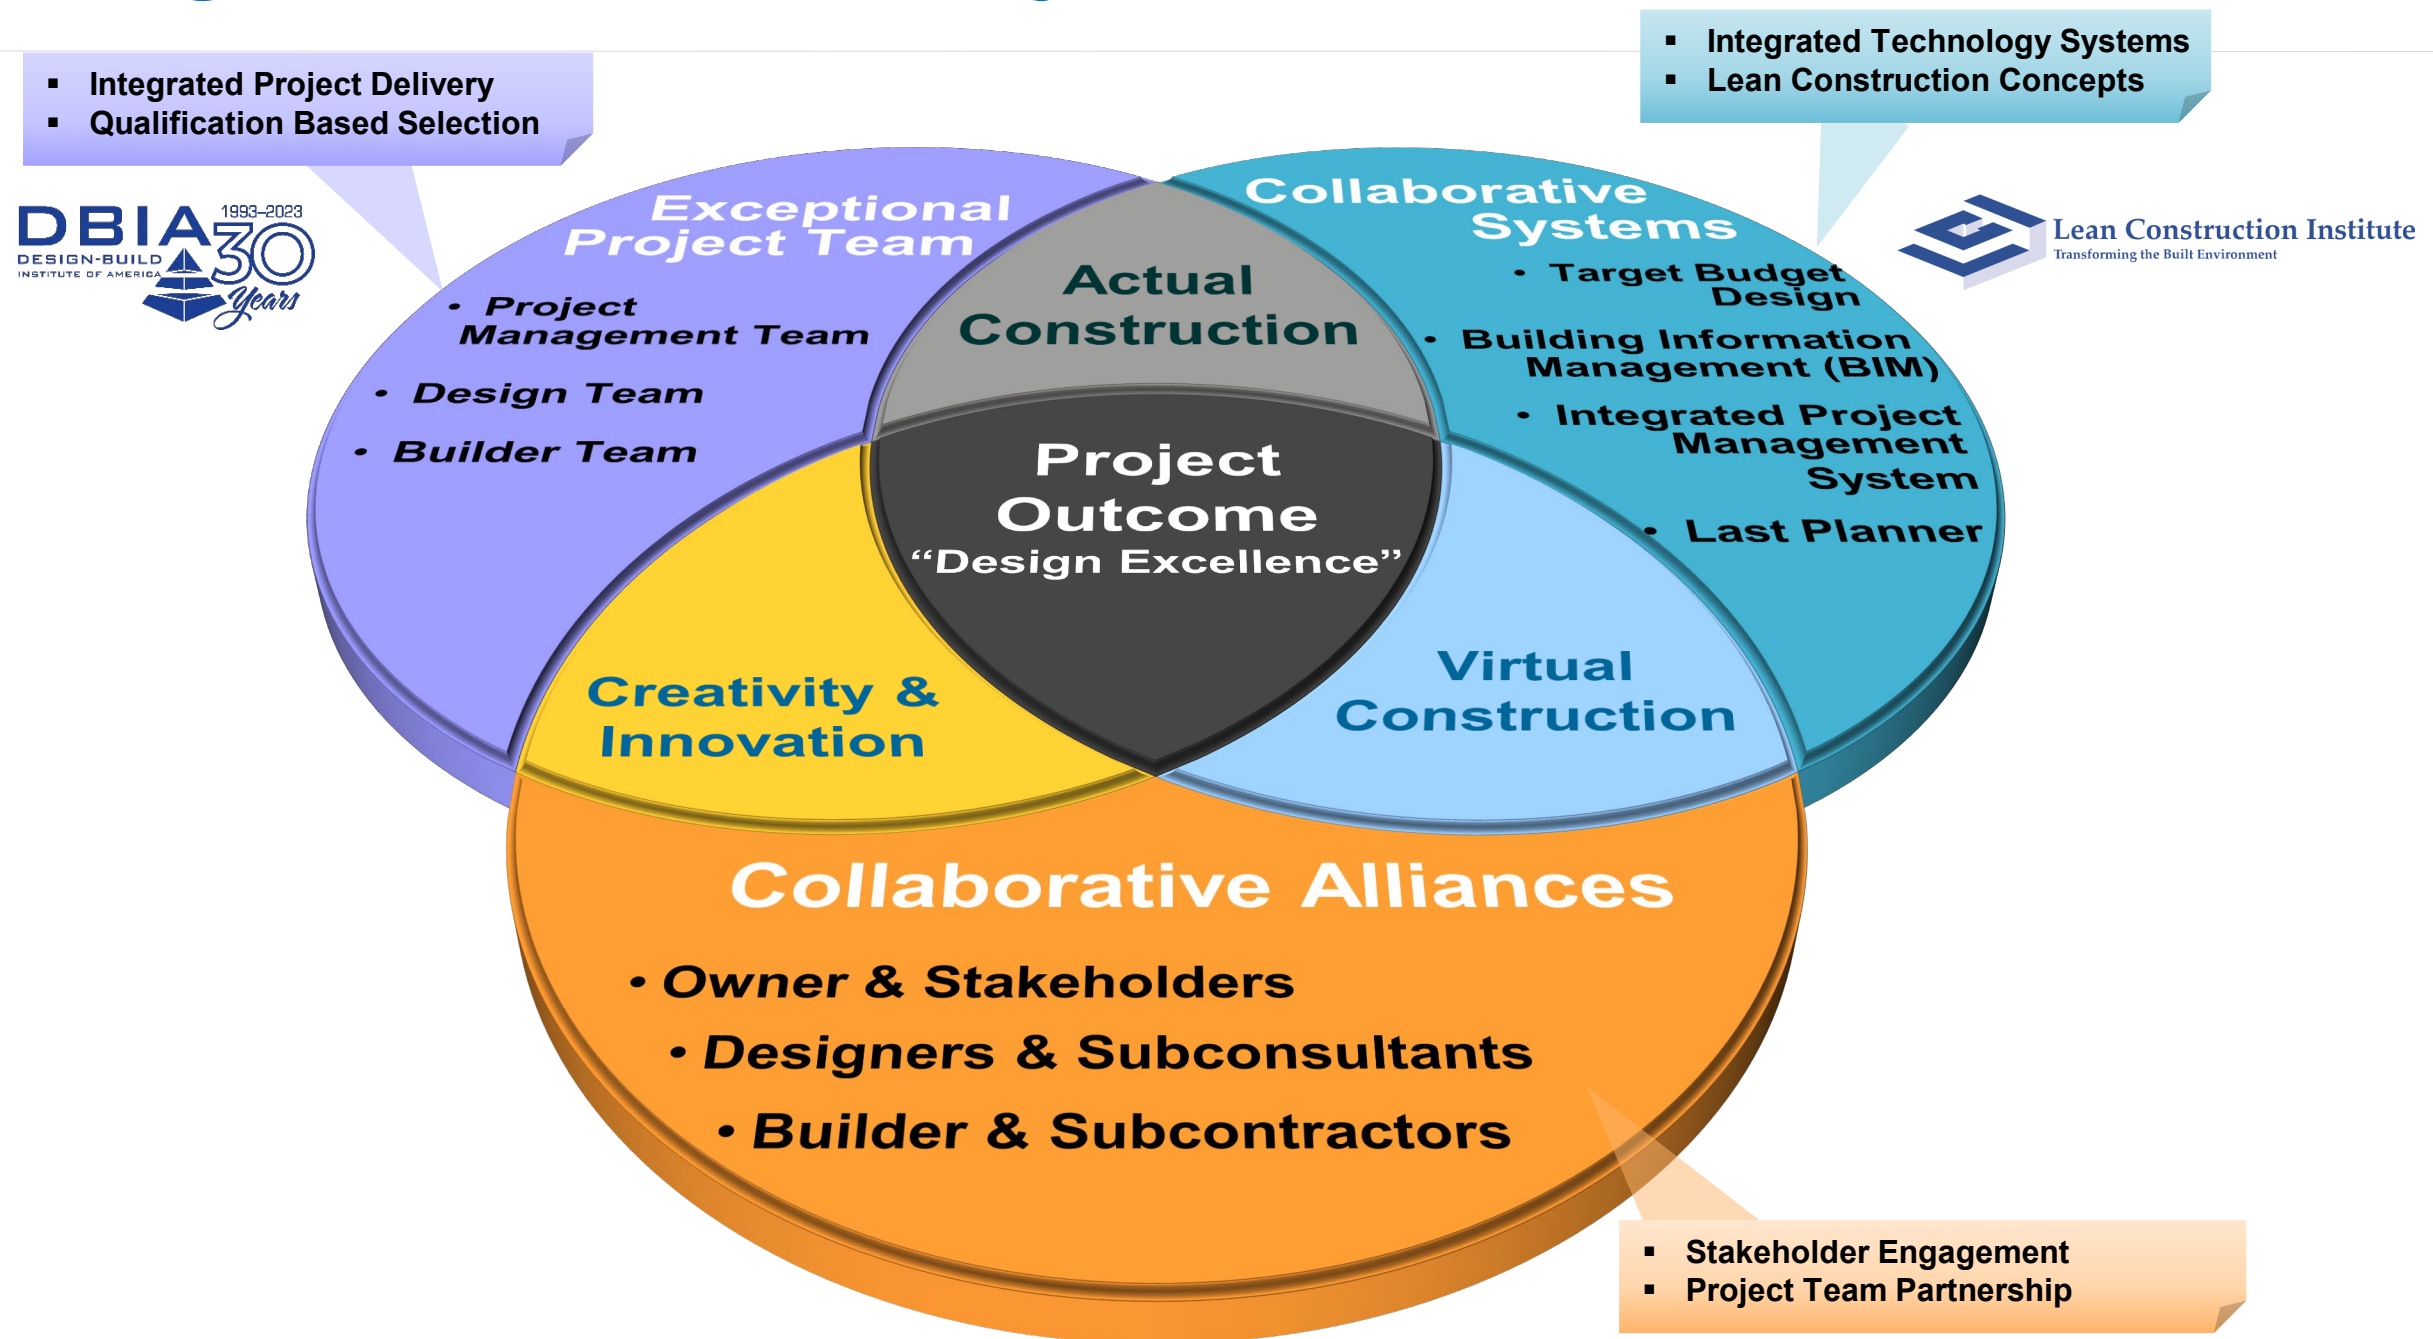 ▪ Integrated Project Delivery
▪ Qualification Based Selection
▪ Integrated Technology Systems
▪ Lean Construction Concepts
DBIA
DESIGN-BUILD
INSTITUTE OF AMERICA
1993–2023
30
Years
Lean Construction Institute
Transforming the Built Environment
Exceptional
Project Team
• Project
Management Team
• Design Team
• Builder Team
Actual
Construction
Collaborative
Systems
• Target Budget
Design
• Building Information
Management (BIM)
• Integrated Project
Management
System
• Last Planner
Project
Outcome
“Design Excellence”
Creativity &
Innovation
Virtual
Construction
Collaborative Alliances
• Owner & Stakeholders
• Designers & Subconsultants
• Builder & Subcontractors
▪ Stakeholder Engagement
▪ Project Team Partnership